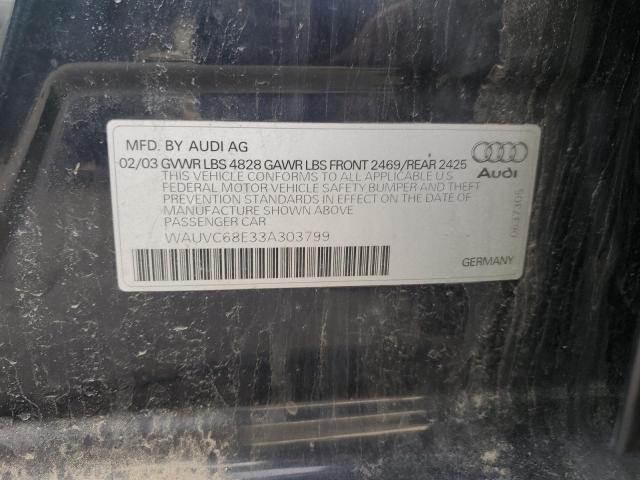 MFD. BY AUDI AG
02/03 GVWR LBS 4828 GAWR LBS FRONT 2469/REAR 2425
THIS VEHICLE CONFORMS TO ALL APPLICABLE U.S
FEDERAL MOTOR VEHICLE SAFETY BUMPER AND THEFT
PREVENTION STANDARDS IN EFFECT ON THE DATE OF
MANUFACTURE SHOWN ABOVE
PASSENGER CAR
WAUVC68E33A303799
Audi
0637305
GERMANY